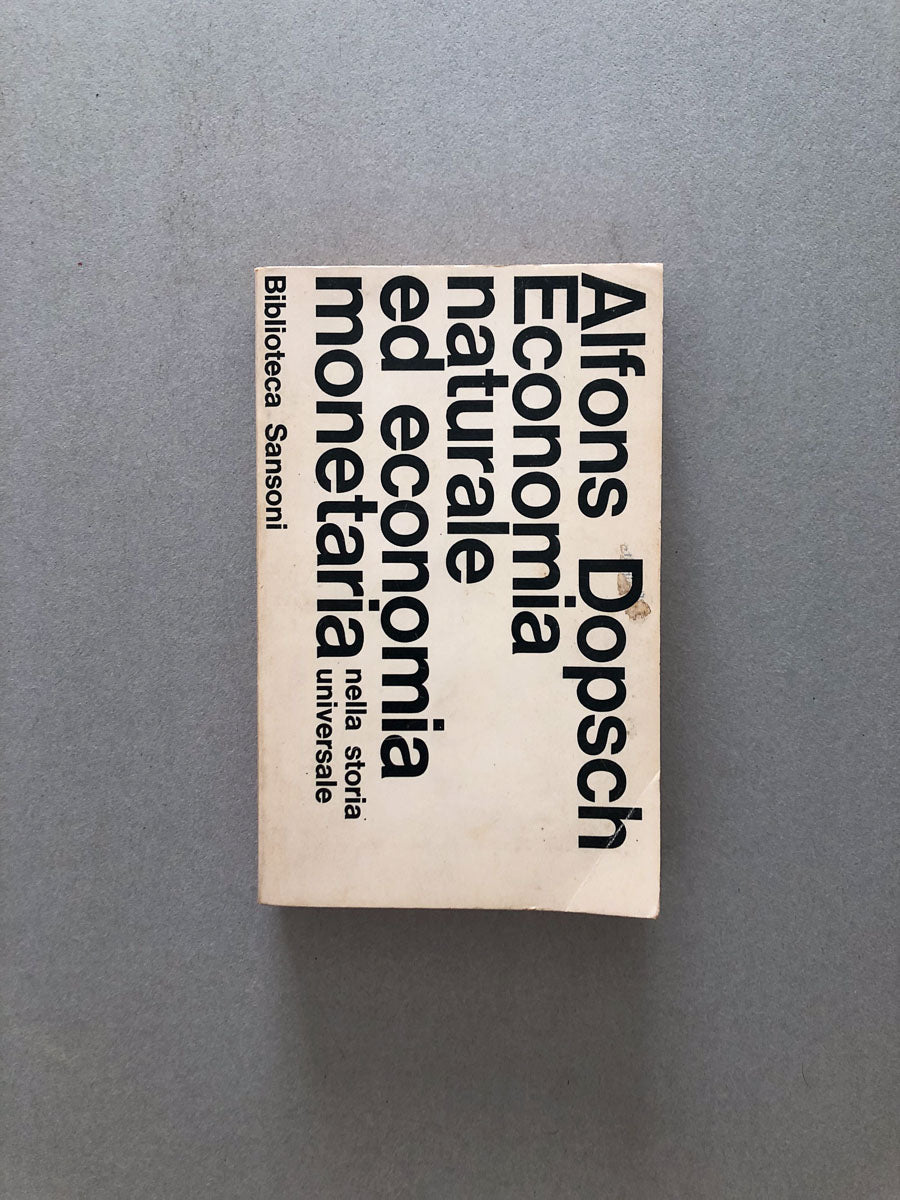 Alfons Dopsch
Economia
naturale
ed economia
monetaria
nella storia
universale
Biblioteca Sansoni